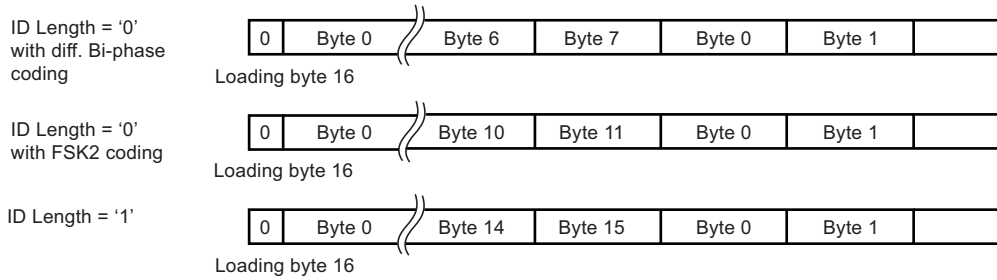 ID Length = ‘0’
with diff. Bi-phase
coding
0 Byte 0 Byte 6 Byte 7 Byte 0 Byte 1
Loading byte 16
ID Length = ‘0’
with FSK2 coding
0 Byte 0 Byte 10 Byte 11 Byte 0 Byte 1
Loading byte 16
ID Length = ‘1’
0 Byte 0 Byte 14 Byte 15 Byte 0 Byte 1
Loading byte 16